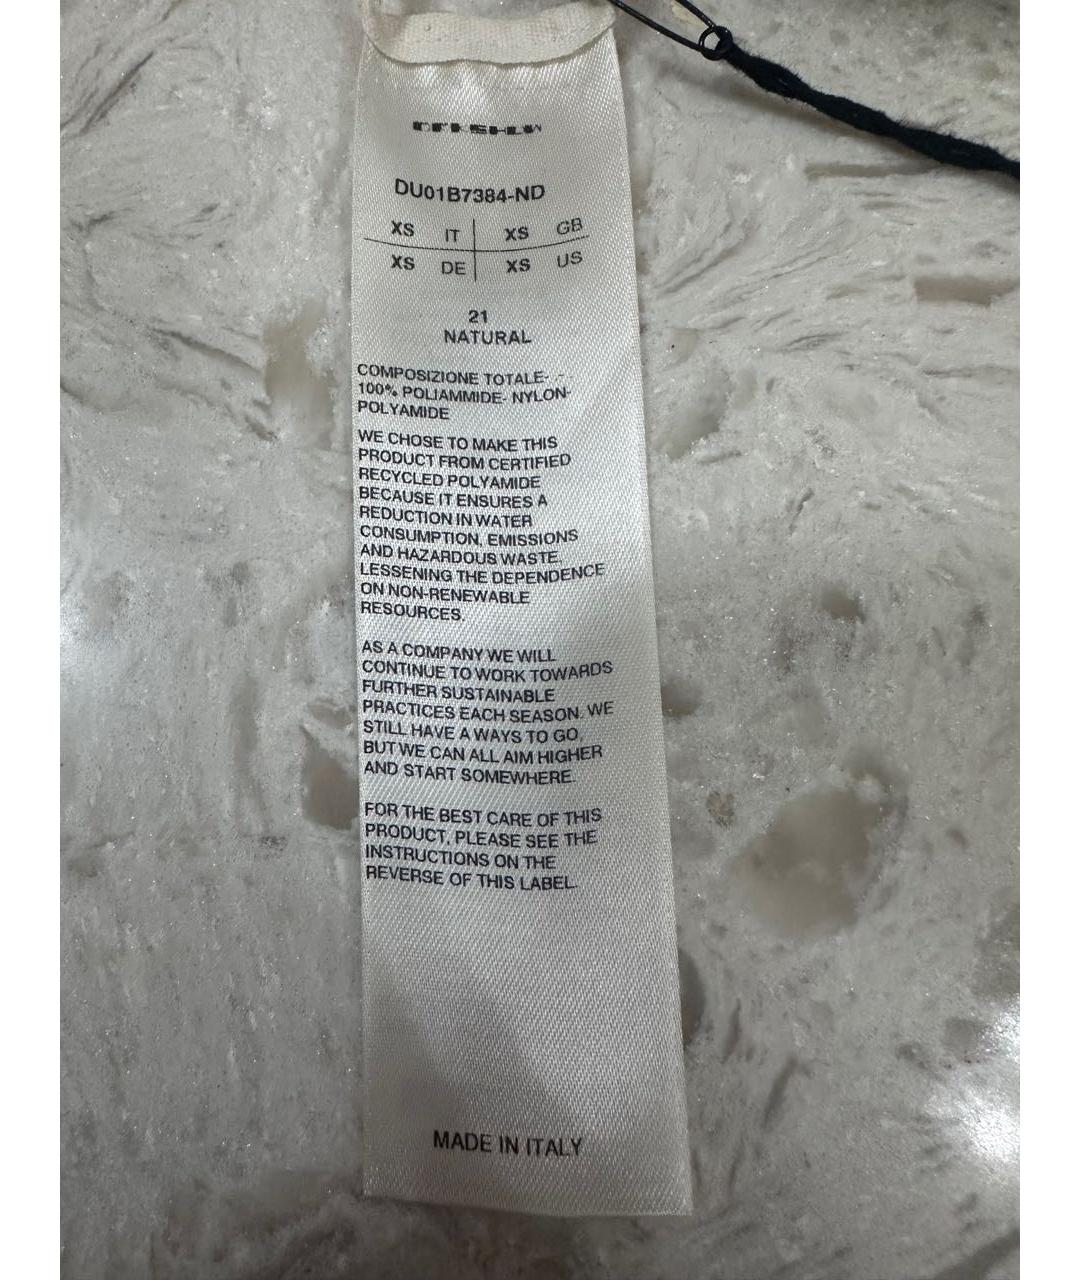 DRKSHDW
DU01B7384-ND
XS IT XS GB
XS DE XS US
21
NATURAL
COMPOSIZIONE TOTALE- -
100% POLIAMMIDE- NYLON-
POLYAMIDE
WE CHOSE TO MAKE THIS
PRODUCT FROM CERTIFIED
RECYCLED POLYAMIDE
BECAUSE IT ENSURES A
REDUCTION IN WATER
CONSUMPTION, EMISSIONS
AND HAZARDOUS WASTE
LESSENING THE DEPENDENCE
ON NON-RENEWABLE
RESOURCES.
AS A COMPANY WE WILL
CONTINUE TO WORK TOWARDS
FURTHER SUSTAINABLE
PRACTICES EACH SEASON. WE
STILL HAVE A WAYS TO GO,
BUT WE CAN ALL AIM HIGHER
AND START SOMEWHERE.
FOR THE BEST CARE OF THIS
PRODUCT, PLEASE SEE THE
INSTRUCTIONS ON THE
REVERSE OF THIS LABEL.
MADE IN ITALY